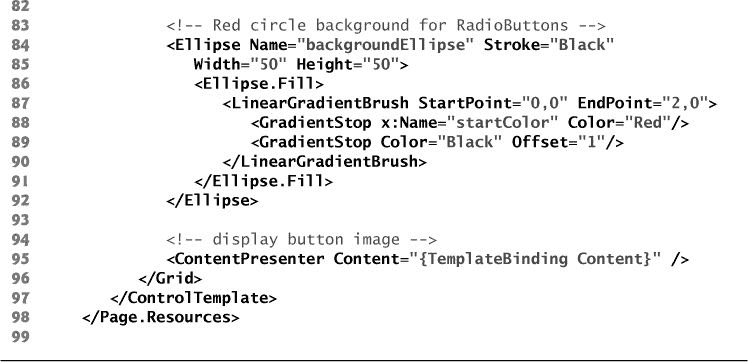 82
83 <!-- Red circle background for RadioButtons -->
84 <Ellipse Name="backgroundEllipse" Stroke="Black"
85 Width="50" Height="50">
86 <Ellipse.Fill>
87 <LinearGradientBrush StartPoint="0,0" EndPoint="2,0">
88 <GradientStop x:Name="startColor" Color="Red"/>
89 <GradientStop Color="Black" Offset="1"/>
90 </LinearGradientBrush>
91 </Ellipse.Fill>
92 </Ellipse>
93
94 <!-- display button image -->
95 <ContentPresenter Content="{TemplateBinding Content}" />
96 </Grid>
97 </ControlTemplate>
98 </Page.Resources>
99